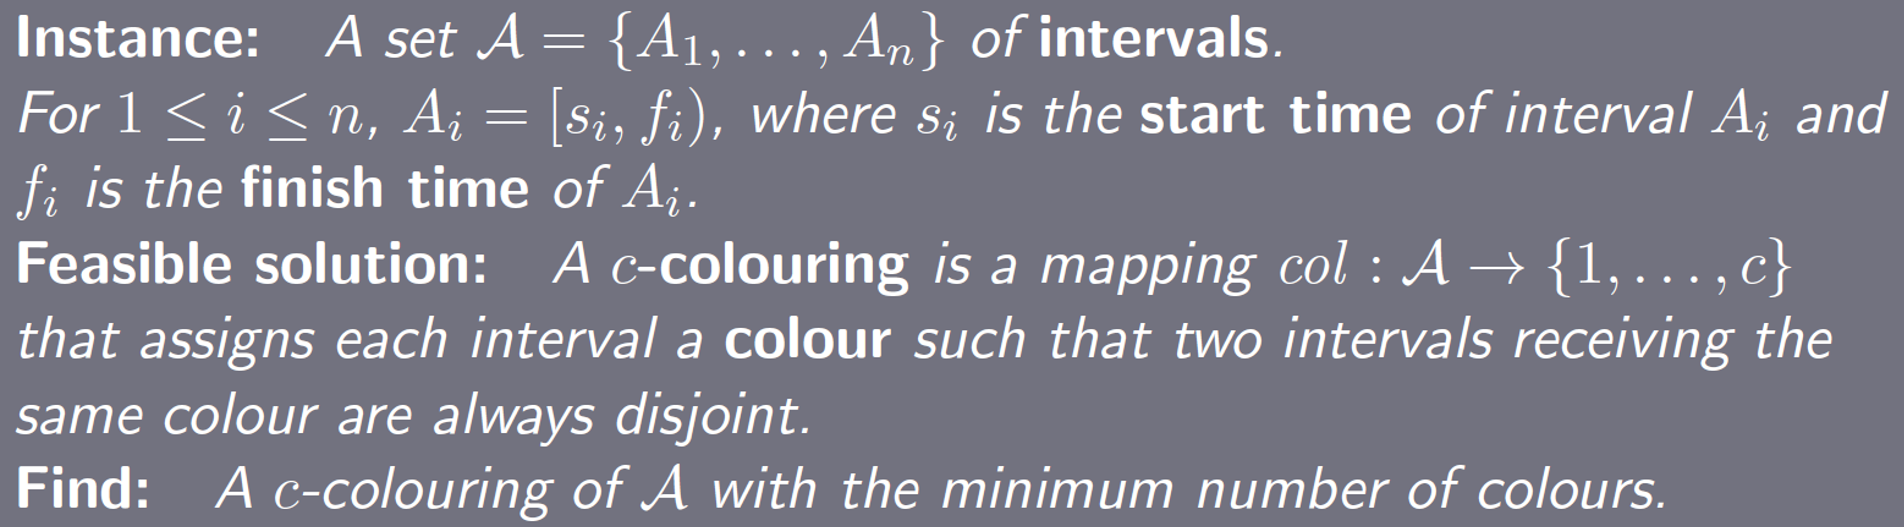 Instance: A set 𝒜 = {A₁, . . . , Aₙ} of intervals.
For 1 ≤ i ≤ n, Aᵢ = [sᵢ, fᵢ), where sᵢ is the start time of interval Aᵢ and
fᵢ is the finish time of Aᵢ.
Feasible solution: A c-colouring is a mapping col : 𝒜 → {1, . . . , c}
that assigns each interval a colour such that two intervals receiving the
same colour are always disjoint.
Find: A c-colouring of 𝒜 with the minimum number of colours.